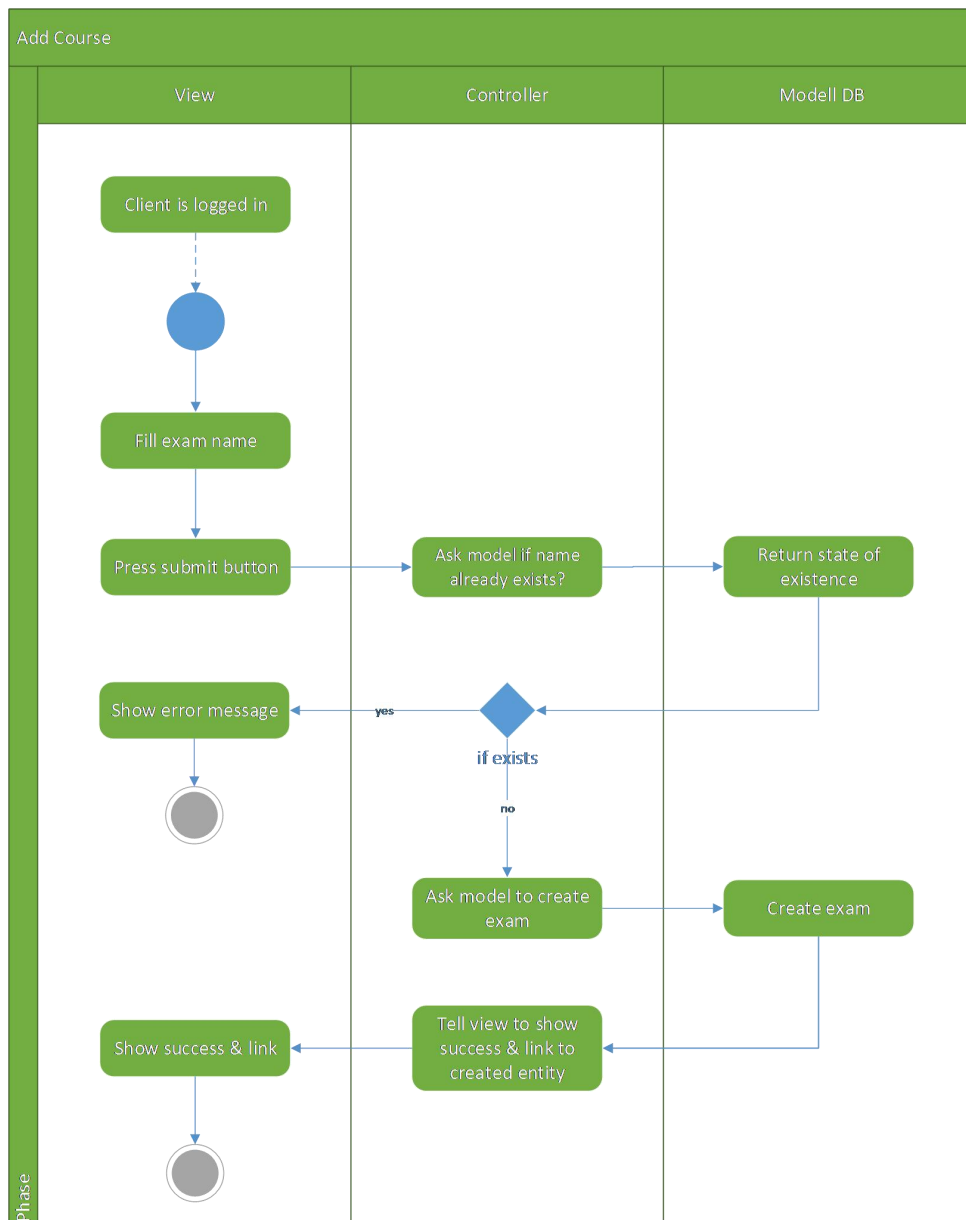 Add Course
View
Controller
Modell DB
Client is logged in
Fill exam name
Press submit button
Ask model if name
already exists?
Return state of
existence
Show error message
yes
if exists
no
Ask model to create
exam
Create exam
Show success & link
Tell view to show
success & link to
created entity
Phase